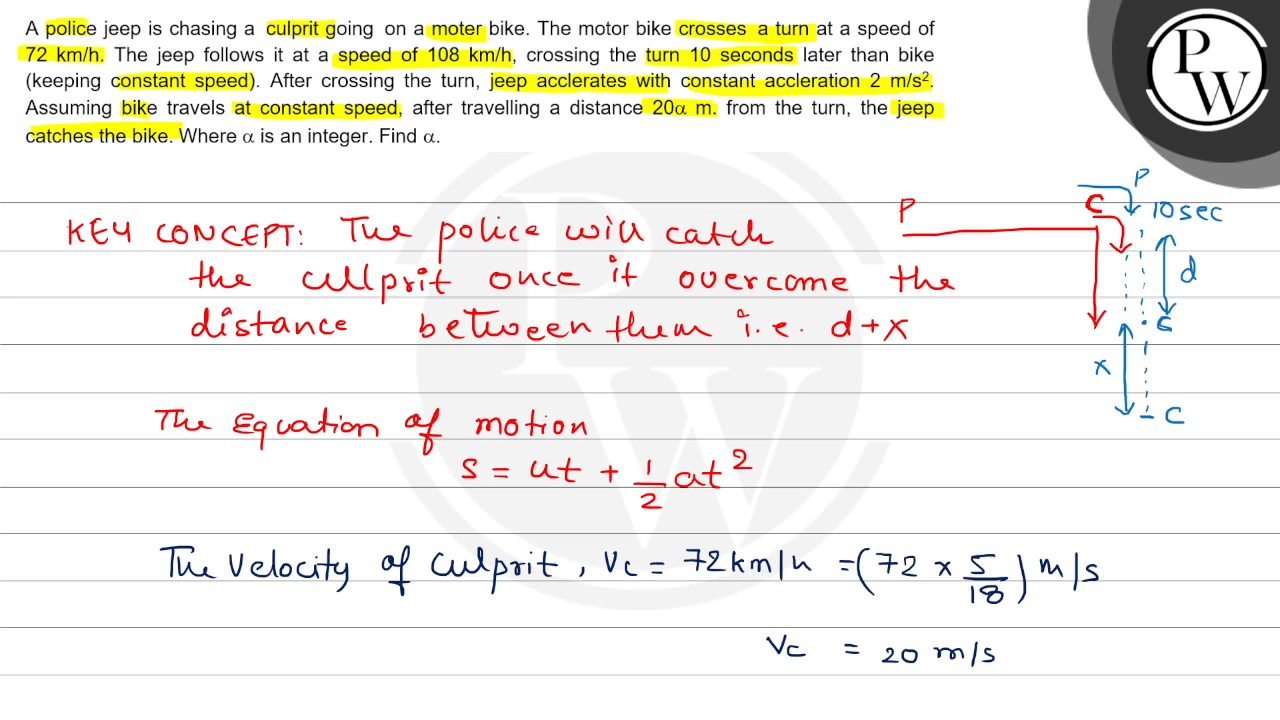 A police jeep is chasing a culprit going on a moter bike. The motor bike crosses a turn at a speed of
72 km/h. The jeep follows it at a speed of 108 km/h, crossing the turn 10 seconds later than bike
(keeping constant speed). After crossing the turn, jeep acclerates with constant accleration 2 m/s².
Assuming bike travels at constant speed, after travelling a distance 20α m. from the turn, the jeep
catches the bike. Where α is an integer. Find α.
P
W
P
C
P
10 sec
d
C
x
C
KEY CONCEPT: The police will catch
the cullprit once it overcome the
distance between them i.e. d+x
The Equation of motion
s = ut + 1/2 at²
The Velocity of Culprit, Vc = 72 km/h = (72 × 5/18) m/s
Vc = 20 m/s